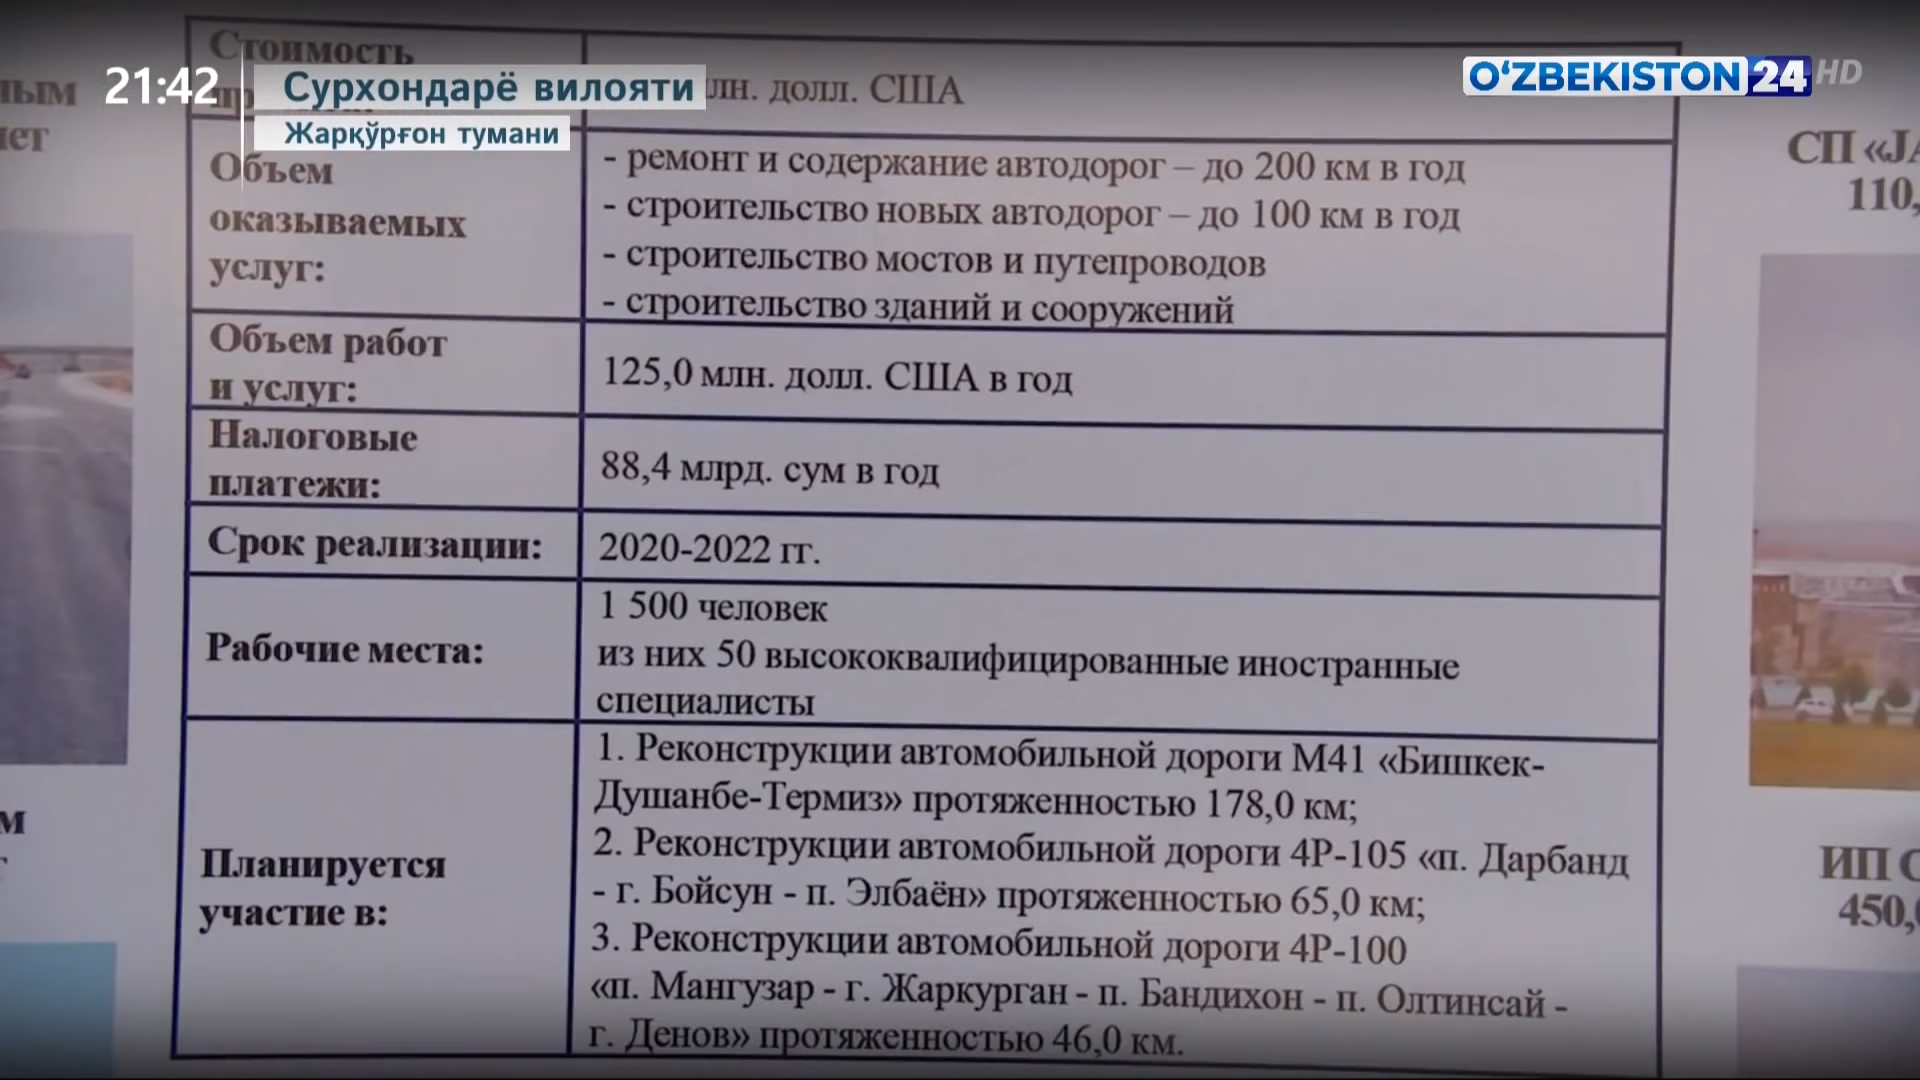 21:42
Сурхондарё вилояти
Жарқўрғон тумани
O‘ZBEKISTON 24 HD
Стоимость
млн. долл. США
Объем
оказываемых
услуг:
- ремонт и содержание автодорог – до 200 км в год
- строительство новых автодорог – до 100 км в год
- строительство мостов и путепроводов
- строительство зданий и сооружений
Объем работ
и услуг:
125,0 млн. долл. США в год
Налоговые
платежи:
88,4 млрд. сум в год
Срок реализации:
2020-2022 гг.
Рабочие места:
1 500 человек
из них 50 высококвалифицированные иностранные
специалисты
Планируется
участие в:
1. Реконструкции автомобильной дороги М41 «Бишкек-
Душанбе-Термиз» протяженностью 178,0 км;
2. Реконструкции автомобильной дороги 4Р-105 «п. Дарбанд
- г. Бойсун - п. Элбаён» протяженностью 65,0 км;
3. Реконструкции автомобильной дороги 4Р-100
«п. Мангузар - г. Жаркурган - п. Бандихон - п. Олтинсай -
г. Денов» протяженностью 46,0 км.
СП
110,
ИП
450,